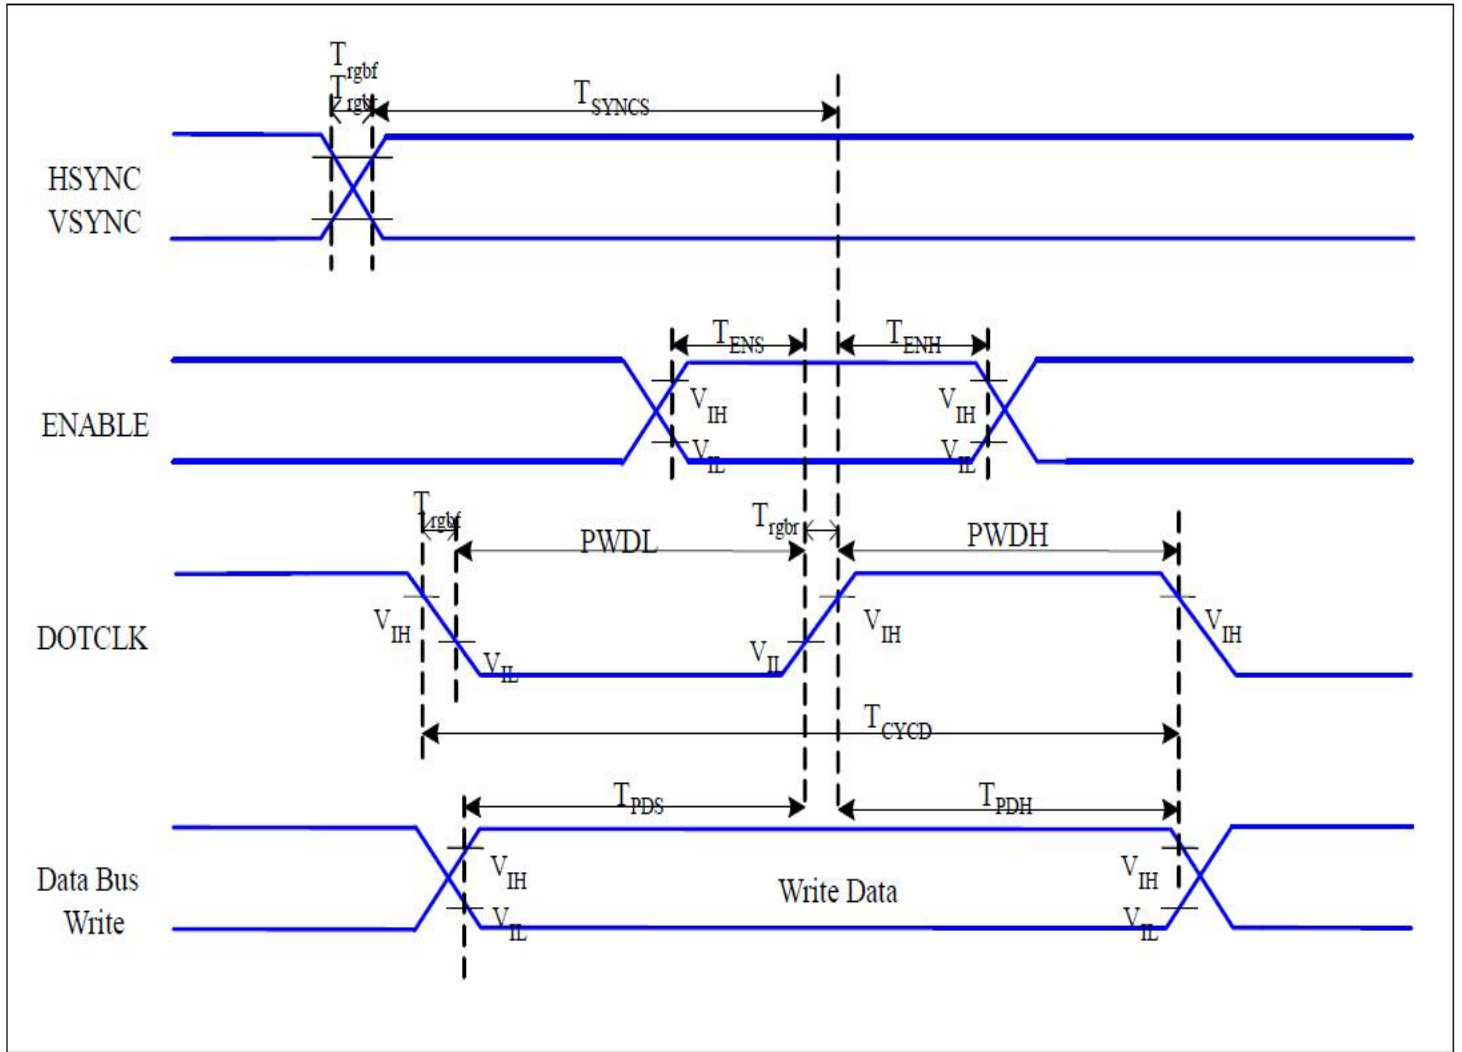 Trgbf
Trgbr
TSYNCS
HSYNC
VSYNC
TENS
TENH
VIH
VIH
ENABLE
VIL
VIL
Trgbf
Trgbr
PWDL
PWDH
VIH
VIH
VIH
DOTCLK
VIL
VIL
TCYCD
TPDS
TPDH
VIH
VIH
Data Bus
Write Data
Write
VIL
VIL